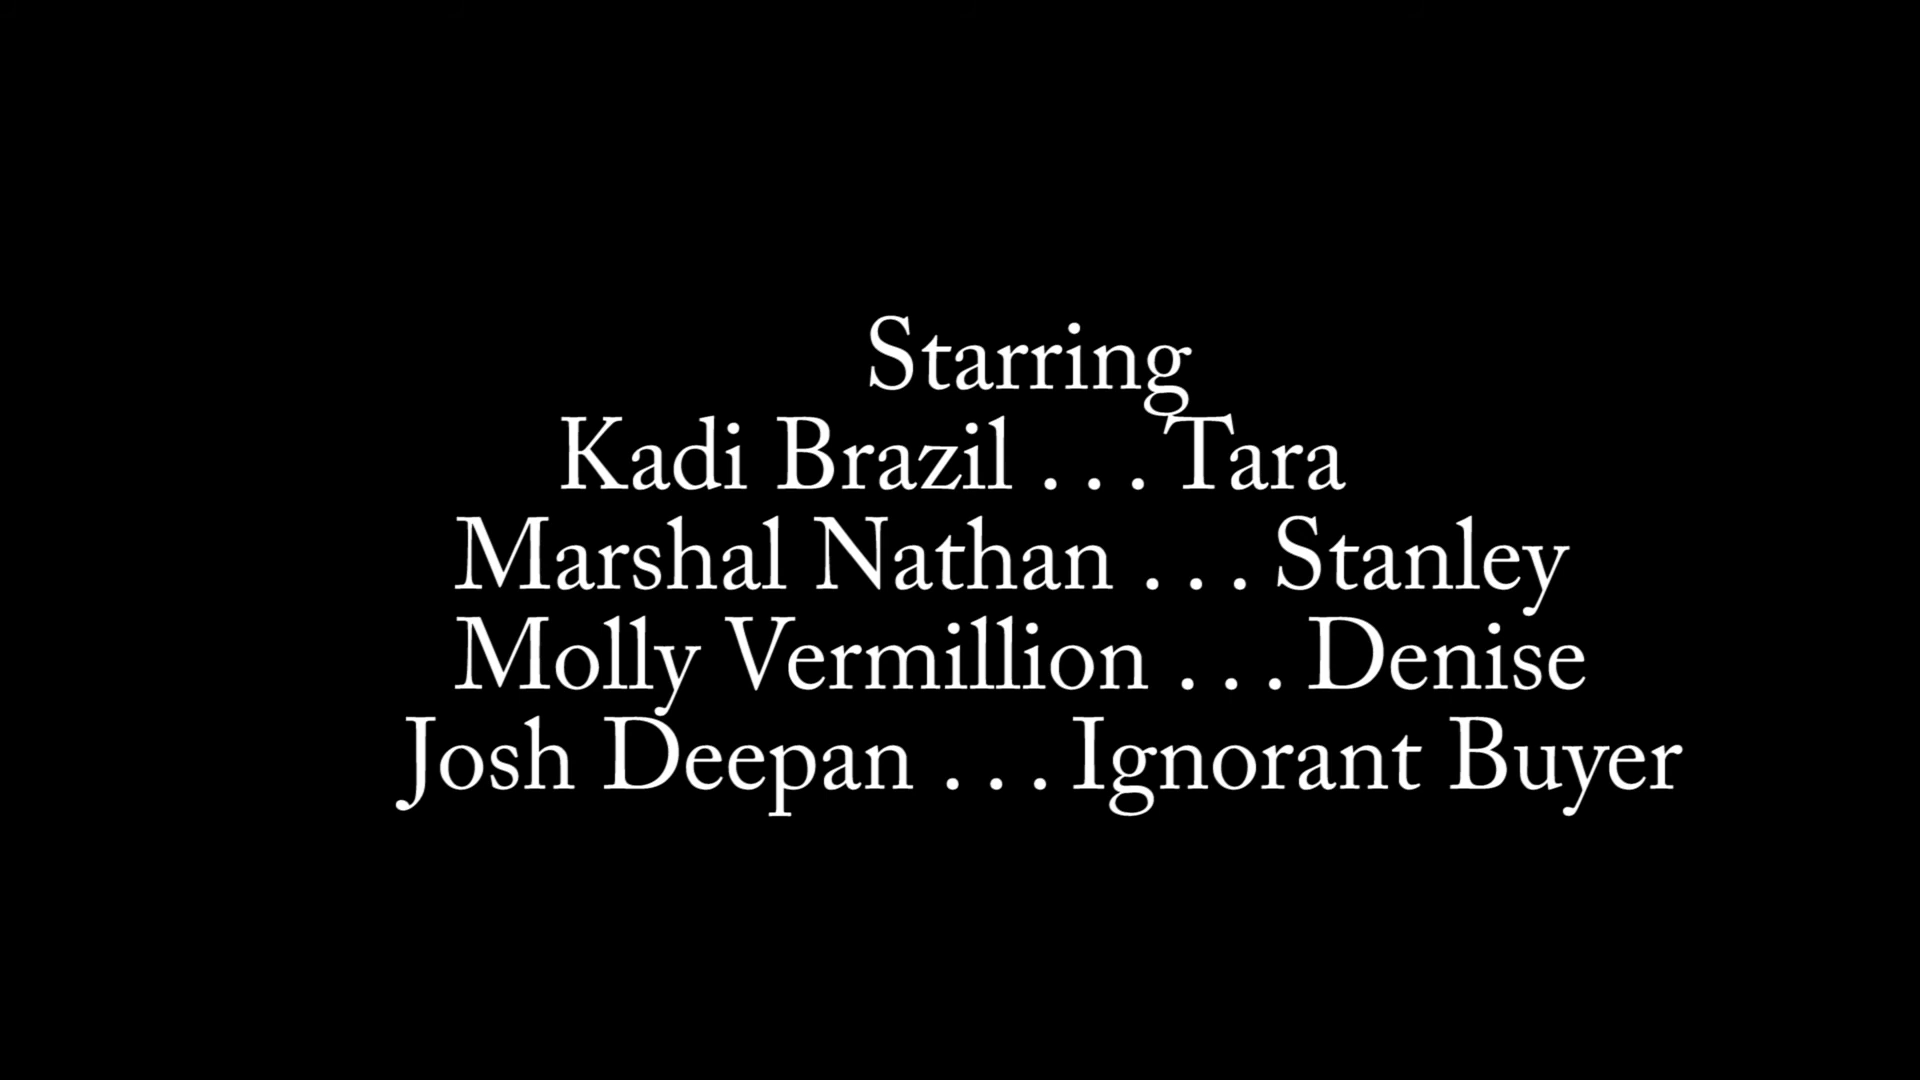 Starring
Kadi Brazil . . . Tara
Marshal Nathan . . . Stanley
Molly Vermillion . . . Denise
Josh Deepan . . . Ignorant Buyer